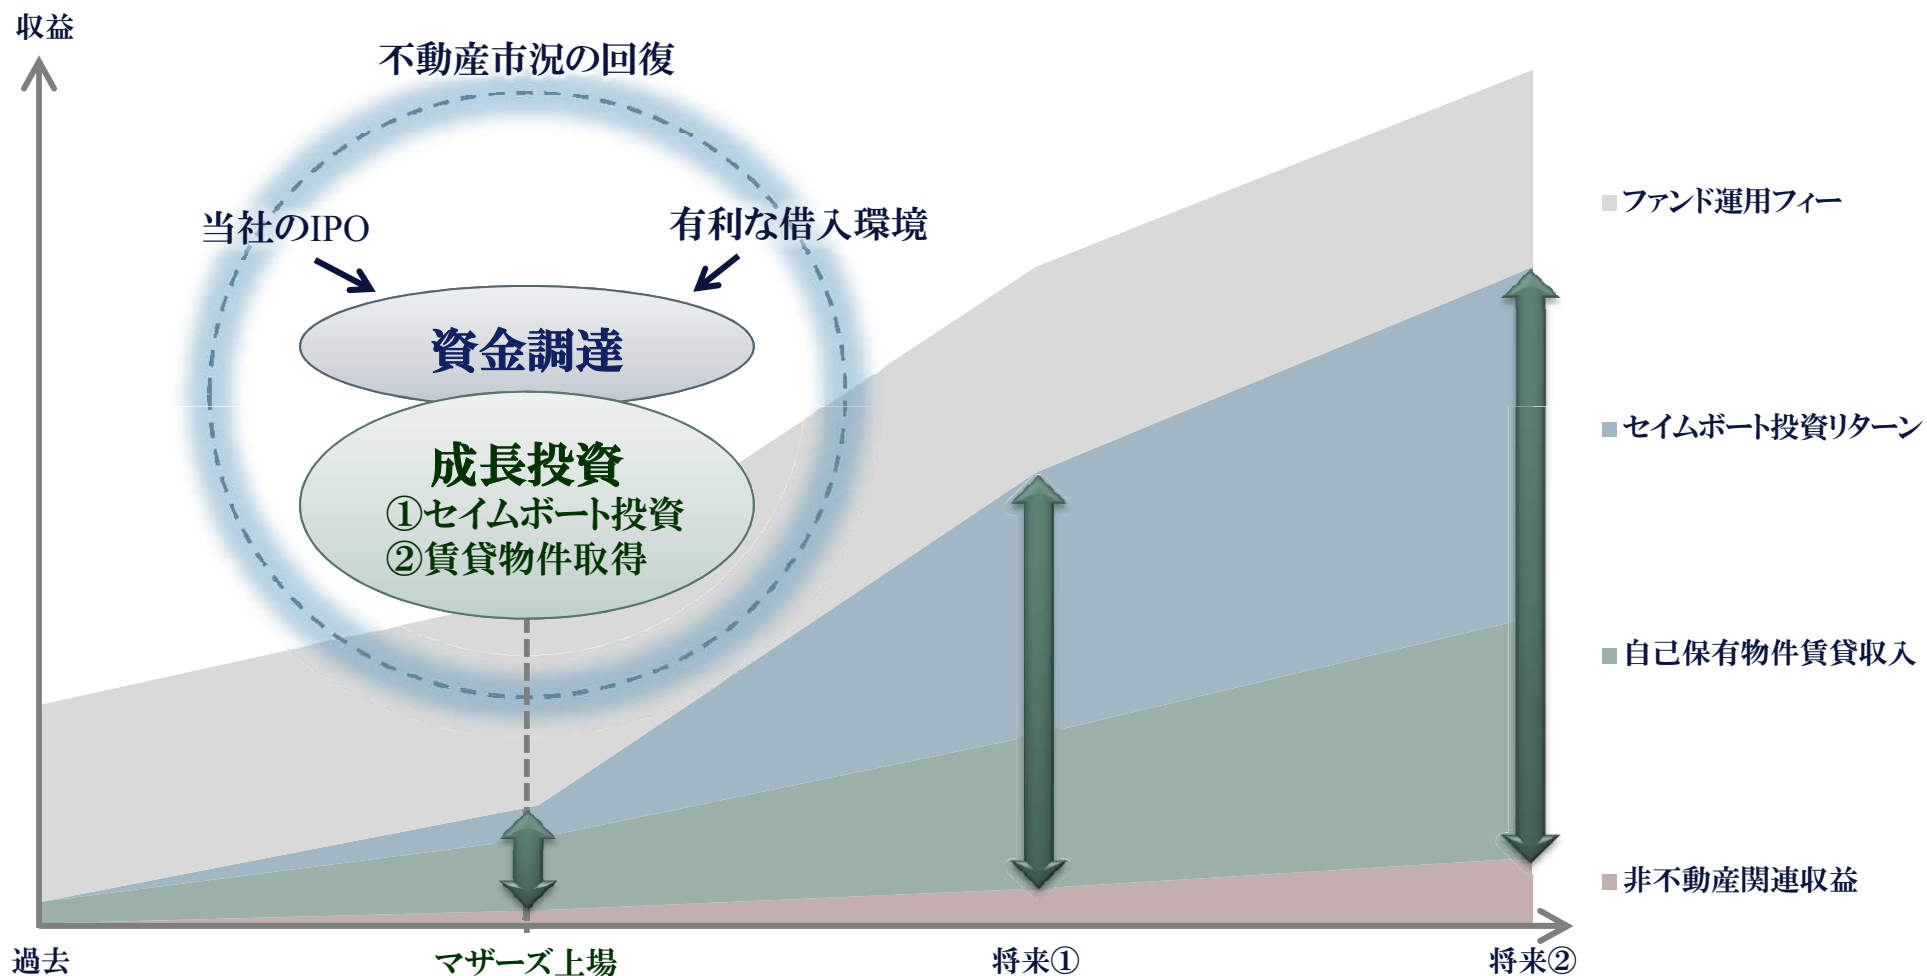 収益
不動産市況の回復
当社のIPO
有利な借入環境
資金調達
成長投資
①セイムボート投資
②賃貸物件取得
ファンド運用フィー
セイムボート投資リターン
自己保有物件賃貸収入
非不動産関連収益
過去
マザーズ上場
将来①
将来②